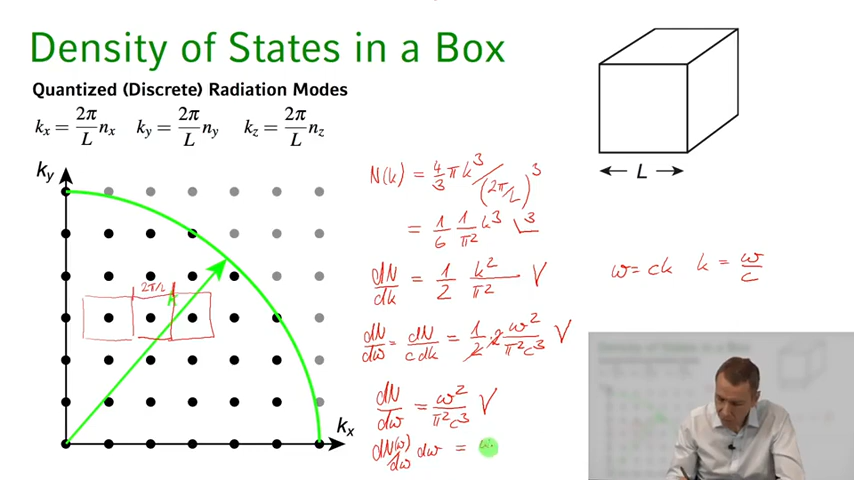 Density of States in a Box
Quantized (Discrete) Radiation Modes
kx = 2π/L nx   ky = 2π/L ny   kz = 2π/L nz
L
ky
N(k) = 4/3 π k³/(2π/L)³
= 1/6 1/π² k³ L³
dN/dk = 1/2 k²/π² V
ω = ck   k = ω/c
2π/L
k
dN/dω = dN/cdk = 1/2 · 2 ω²/π²c³ V
dN/dω = ω²/π²c³ V
kx
dN(ω)/dω dω =